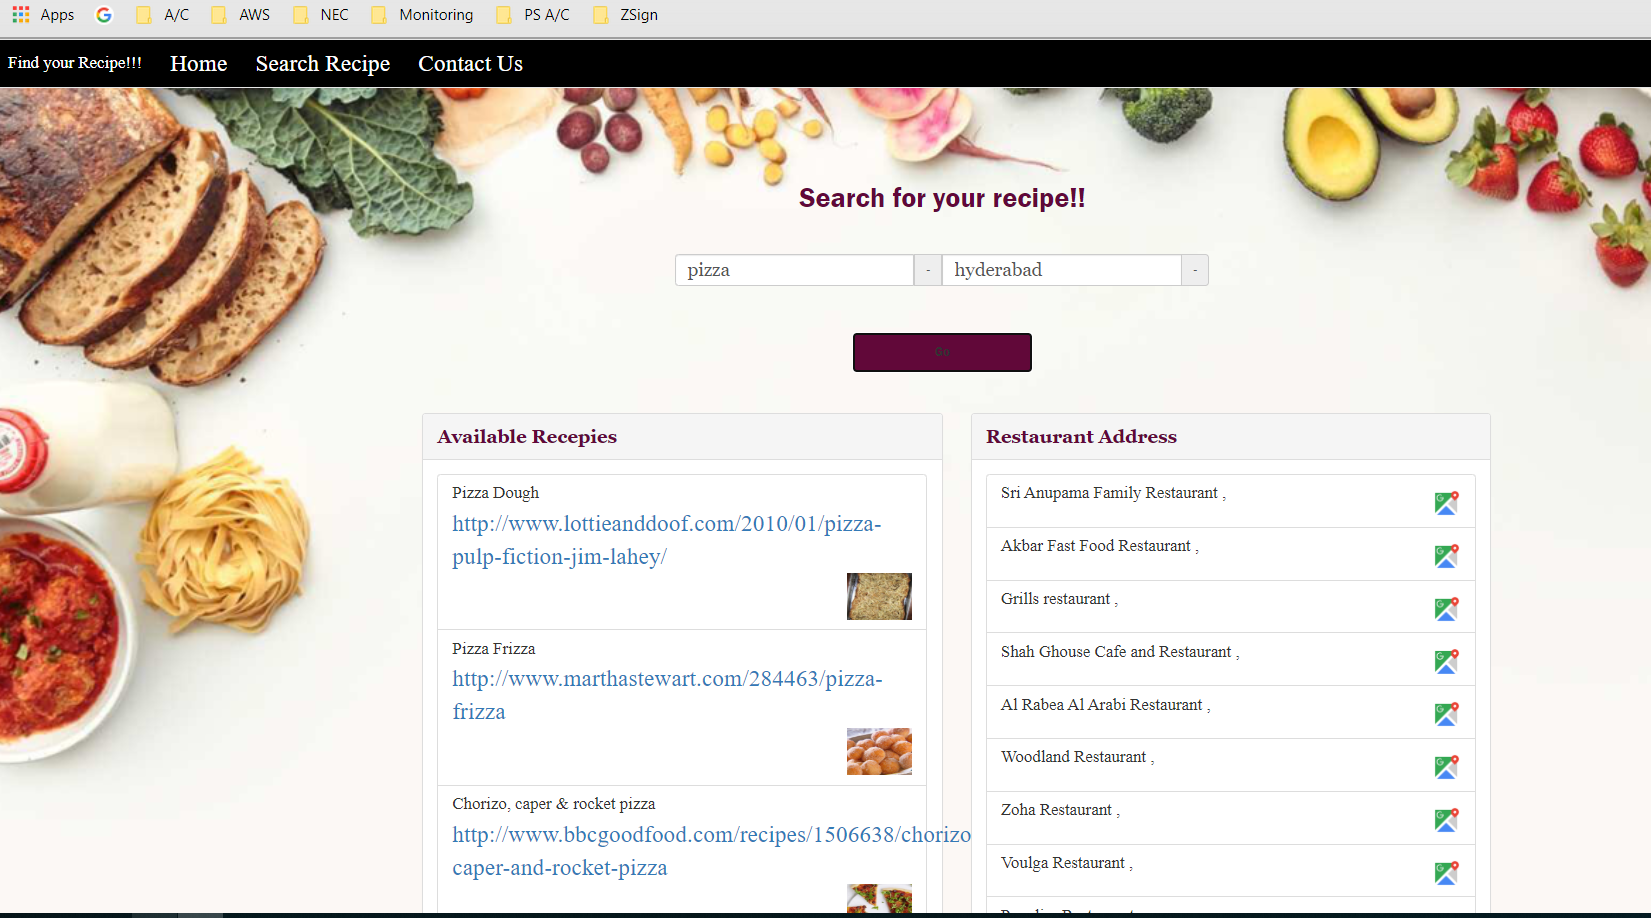 Apps A/C AWS NEC Monitoring PS A/C ZSign
Find your Recipe!!! Home Search Recipe Contact Us
Search for your recipe!!
pizza - hyderabad -
Go
Available Recepies
Pizza Dough
http://www.lottieanddoof.com/2010/01/pizza-
pulp-fiction-jim-lahey/
Pizza Frizza
http://www.marthastewart.com/284463/pizza-
frizza
Chorizo, caper & rocket pizza
http://www.bbcgoodfood.com/recipes/1506638/chorizo
caper-and-rocket-pizza
Restaurant Address
Sri Anupama Family Restaurant ,
Akbar Fast Food Restaurant ,
Grills restaurant ,
Shah Ghouse Cafe and Restaurant ,
Al Rabea Al Arabi Restaurant ,
Woodland Restaurant ,
Zoha Restaurant ,
Voulga Restaurant ,